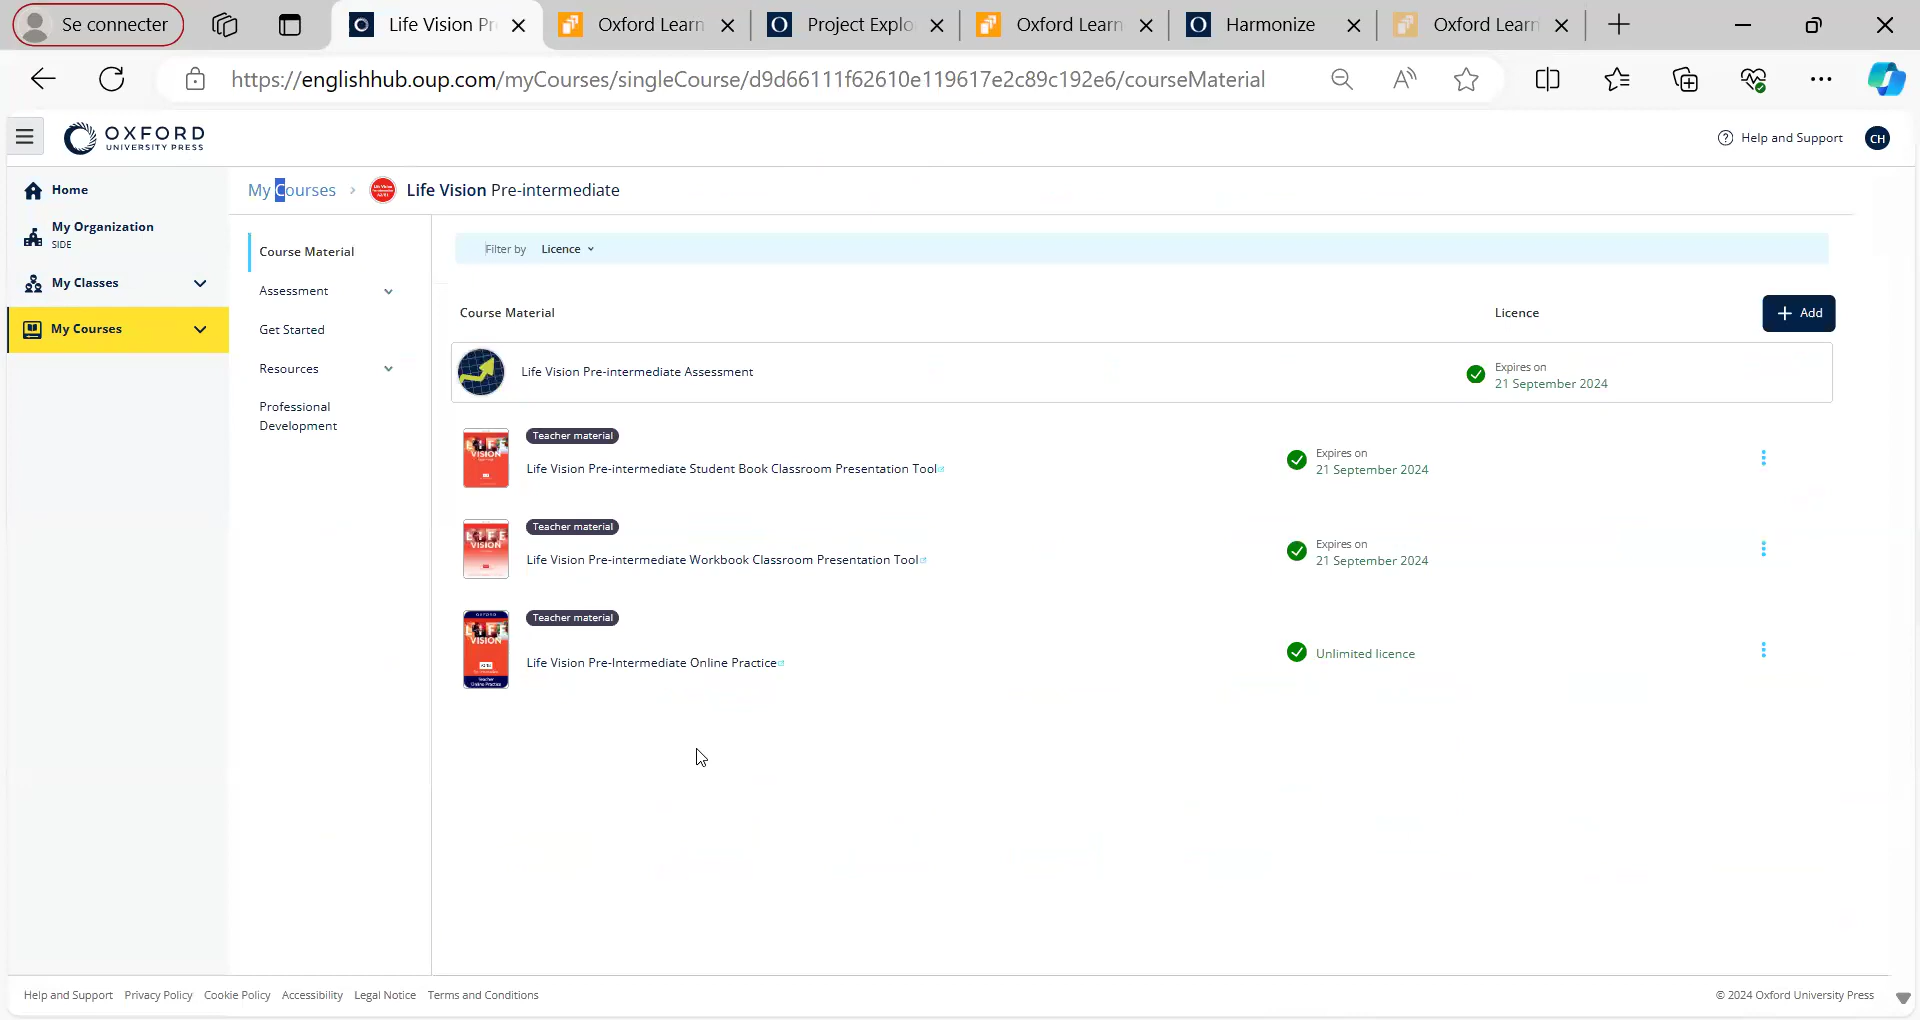 Se connecter
Life Vision Pr
Oxford Learn
Project Explo
Oxford Learn
Harmonize
Oxford Learn
https://englishhub.oup.com/myCourses/singleCourse/d9d66111f62610e119617e2c89c192e6/courseMaterial
OXFORD
UNIVERSITY PRESS
Help and Support
CH
Home
My Organization
SIDE
My Classes
My Courses
My Courses > Life Vision Pre-intermediate
Course Material
Assessment
Get Started
Resources
Professional
Development
Filter by Licence
Course Material
Licence
+ Add
Life Vision Pre-intermediate Assessment
Expires on
21 September 2024
Teacher material
Life Vision Pre-intermediate Student Book Classroom Presentation Tool
Expires on
21 September 2024
Teacher material
Life Vision Pre-intermediate Workbook Classroom Presentation Tool
Expires on
21 September 2024
OXFORD
LIFE
VISION
Teacher
Online Practice
Teacher material
Life Vision Pre-Intermediate Online Practice
Unlimited licence
Help and Support Privacy Policy Cookie Policy Accessibility Legal Notice Terms and Conditions
© 2024 Oxford University Press